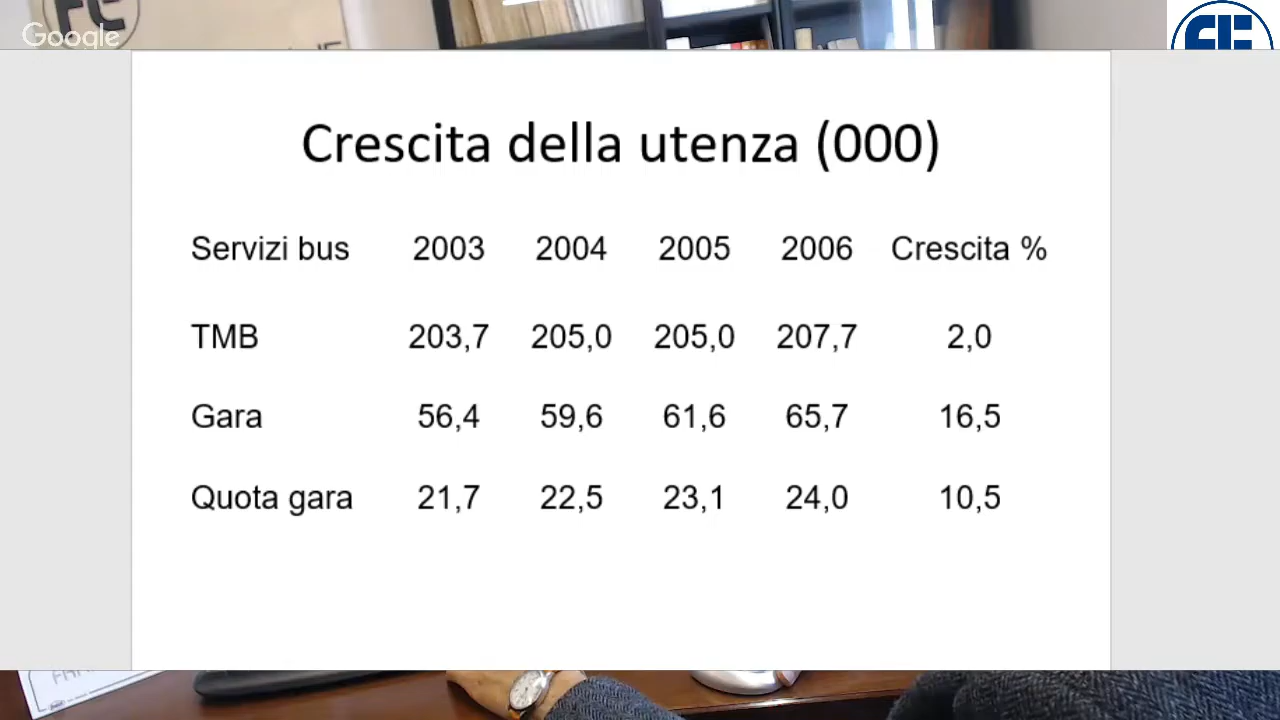 Google
Crescita della utenza (000)
Servizi bus 2003 2004 2005 2006 Crescita %
TMB 203,7 205,0 205,0 207,7 2,0
Gara 56,4 59,6 61,6 65,7 16,5
Quota gara 21,7 22,5 23,1 24,0 10,5